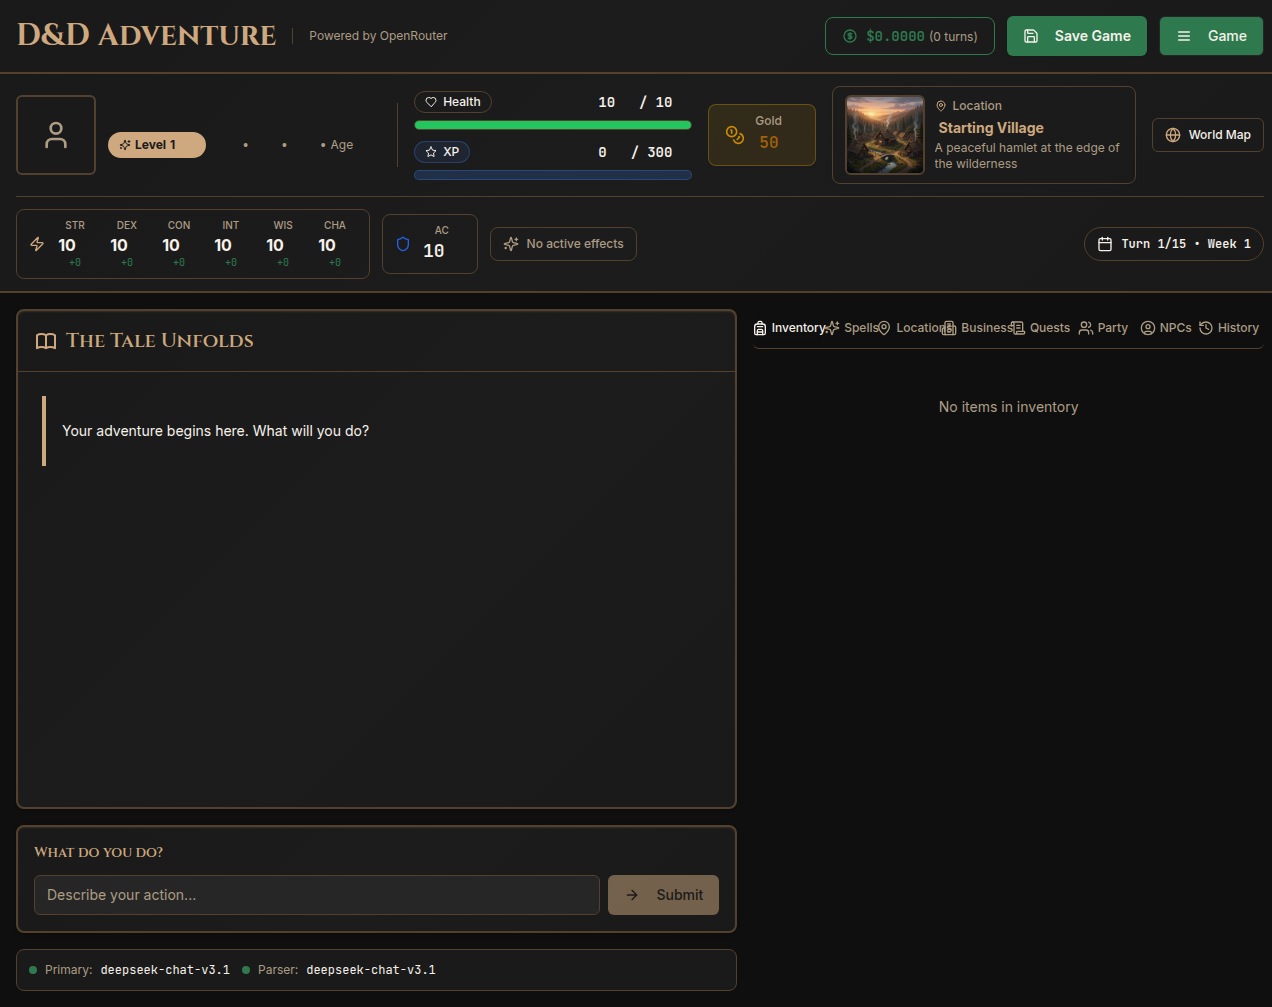 D&D Adventure
Powered by OpenRouter
$0.0000 (0 turns)
Save Game
Game
Level 1
• • • Age
Health
10 / 10
XP
0 / 300
Gold
50
Location
Starting Village
A peaceful hamlet at the edge of
the wilderness
World Map
STR DEX CON INT WIS CHA
10 10 10 10 10 10
+0 +0 +0 +0 +0 +0
AC
10
No active effects
Turn 1/15 • Week 1
The Tale Unfolds
Your adventure begins here. What will you do?
Inventory Spells Location Business Quests Party NPCs History
No items in inventory
What do you do?
Describe your action...
Submit
Primary: deepseek-chat-v3.1 Parser: deepseek-chat-v3.1